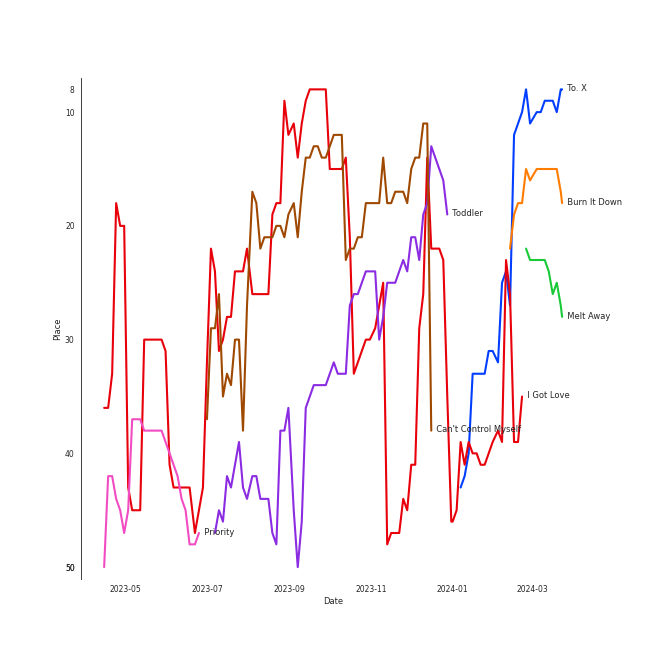 8
10
20
30
40
50
Place
2023-05
2023-07
2023-09
2023-11
2024-01
2024-03
Date
To. X
Burn It Down
Toddler
Melt Away
I Got Love
Can't Control Myself
Priority